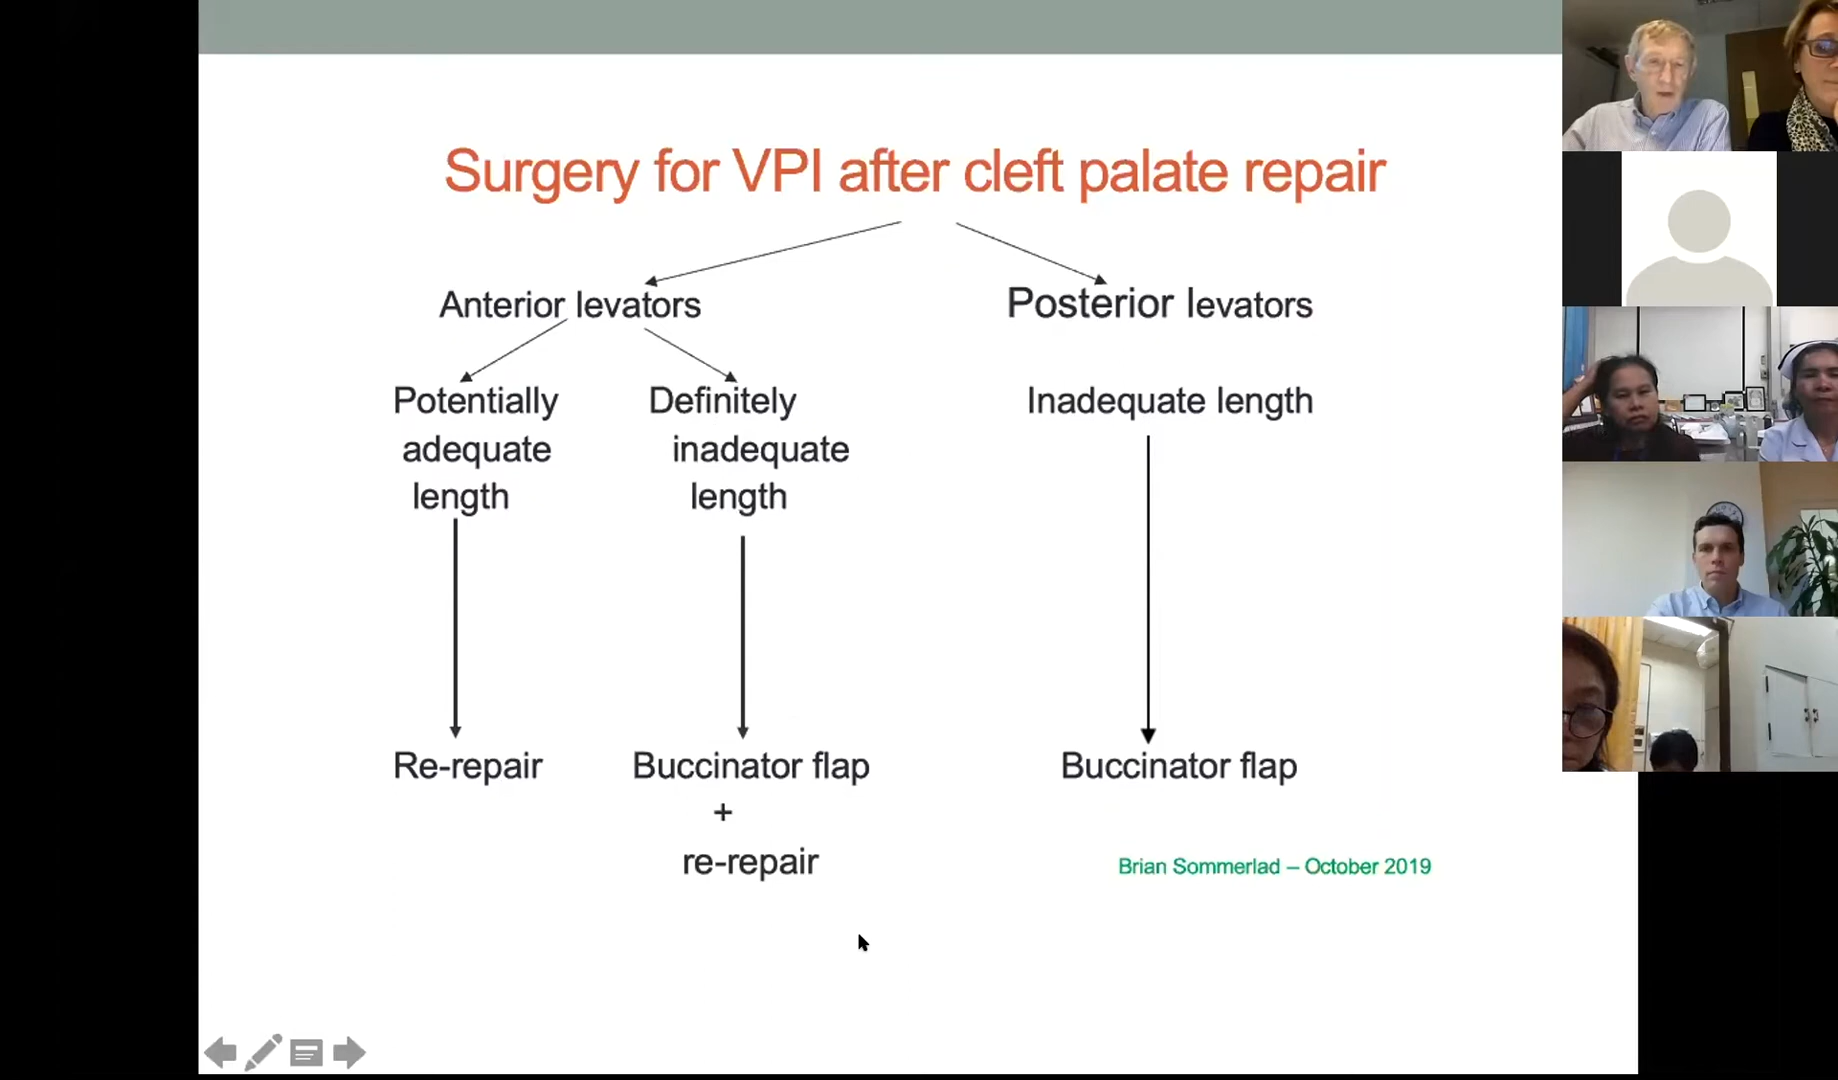 Surgery for VPI after cleft palate repair
Anterior levators
Posterior levators
Potentially
adequate
length
Definitely
inadequate
length
Inadequate length
Re-repair
Buccinator flap
+
re-repair
Buccinator flap
Brian Sommerlad – October 2019